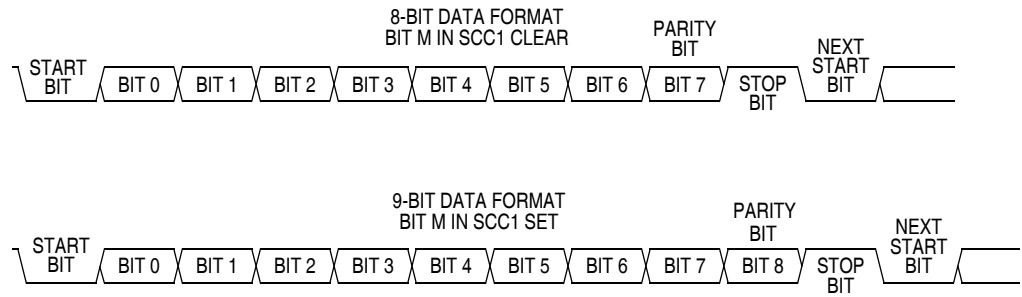 8-BIT DATA FORMAT
BIT M IN SCC1 CLEAR
PARITY
BIT
NEXT
START
BIT
START
BIT
BIT 0
BIT 1
BIT 2
BIT 3
BIT 4
BIT 5
BIT 6
BIT 7
STOP
BIT
9-BIT DATA FORMAT
BIT M IN SCC1 SET
PARITY
BIT
NEXT
START
BIT
START
BIT
BIT 0
BIT 1
BIT 2
BIT 3
BIT 4
BIT 5
BIT 6
BIT 7
BIT 8
STOP
BIT